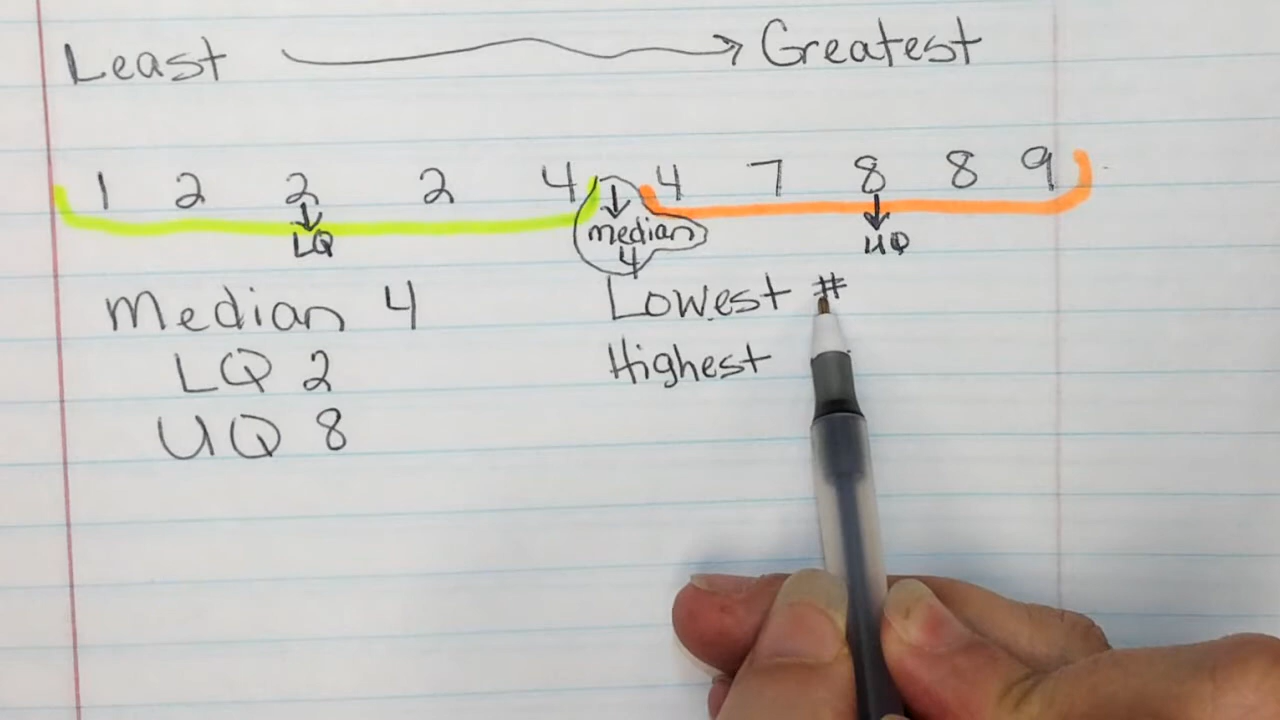 Least → Greatest
1 2 2 2 4 4 7 8 8 9
↓ ↓ ↓
LQ median UQ
4
Median 4 Lowest #
LQ 2 Highest
UQ 8